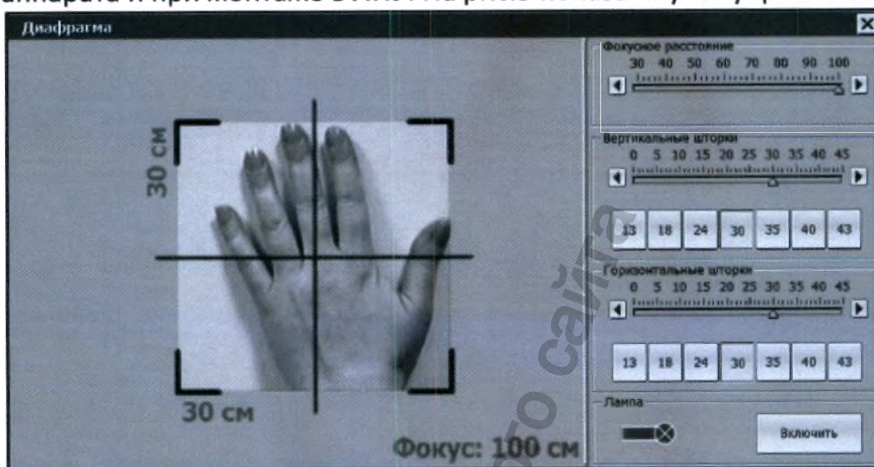 Диафрагма
30 см
30 см
Фокус: 100 см
Фокусное расстояние
30 40 50 60 70 80 90 100
Вертикальные шторки
0 5 10 15 20 25 30 35 40 45
13 18 24 30 35 40 43
Горизонтальные шторки
0 5 10 15 20 25 30 35 40 45
13 18 24 30 35 40 43
Лампа
Включить
сайта